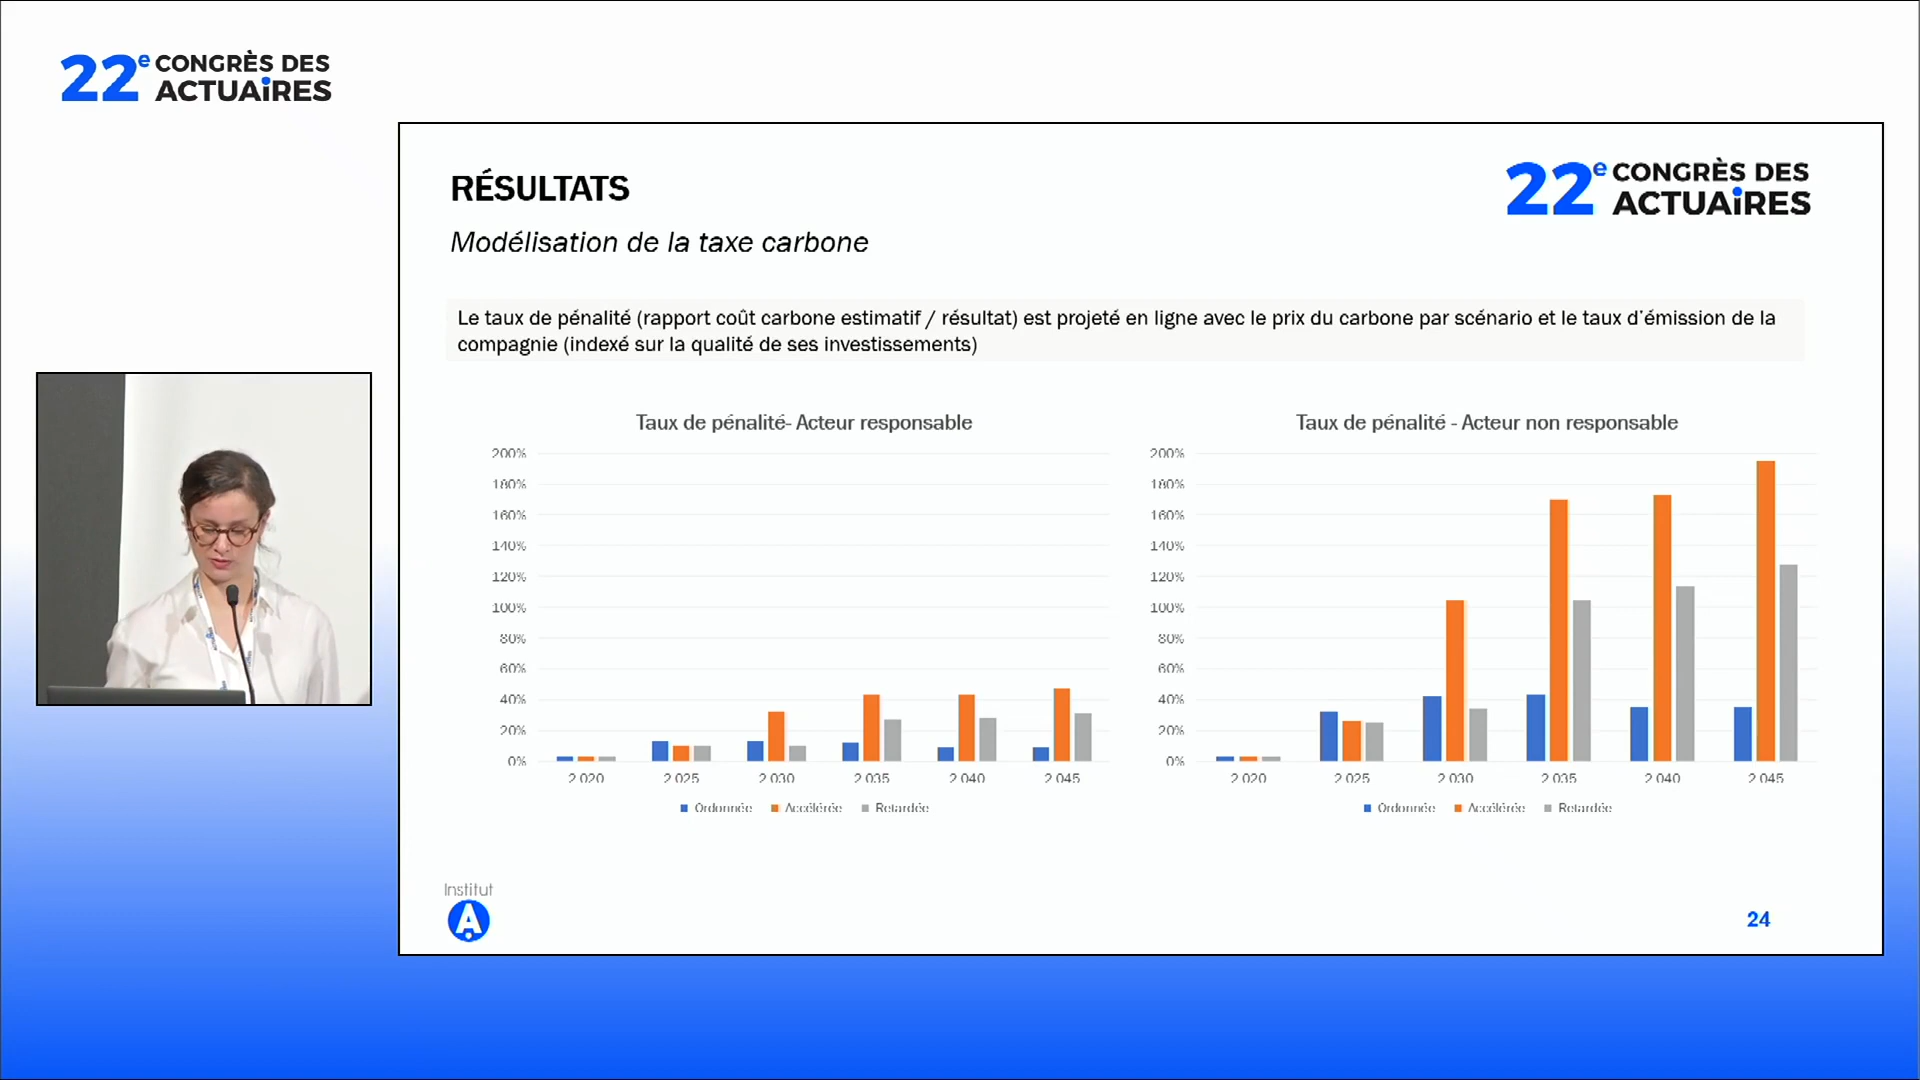 22e CONGRÈS DES
ACTUAiRES
RÉSULTATS
22e CONGRÈS DES
ACTUAiRES
Modélisation de la taxe carbone
Le taux de pénalité (rapport coût carbone estimatif / résultat) est projeté en ligne avec le prix du carbone par scénario et le taux d'émission de la
compagnie (indexé sur la qualité de ses investissements)
Taux de pénalité- Acteur responsable
200%
180%
160%
140%
120%
100%
80%
60%
40%
20%
0%
2 020 2 025 2 030 2 035 2 040 2 045
Ordonnée Accélérée Retardée
Taux de pénalité - Acteur non responsable
200%
180%
160%
140%
120%
100%
80%
60%
40%
20%
0%
2 020 2 025 2 030 2 035 2 040 2 045
Ordonnée Accélérée Retardée
Institut
A
24